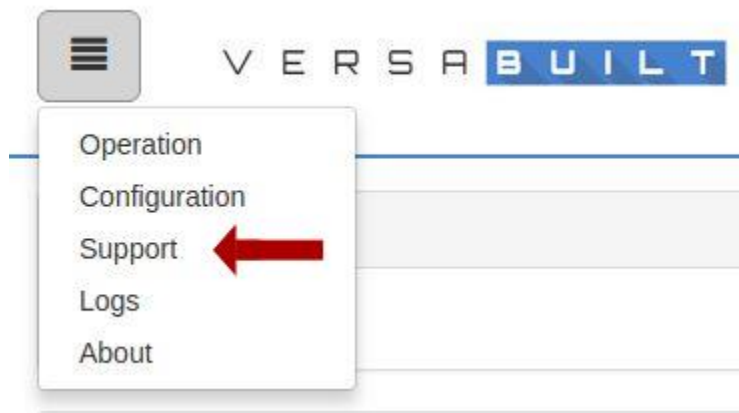 VERSABUILT
Operation
Configuration
Support
Logs
About